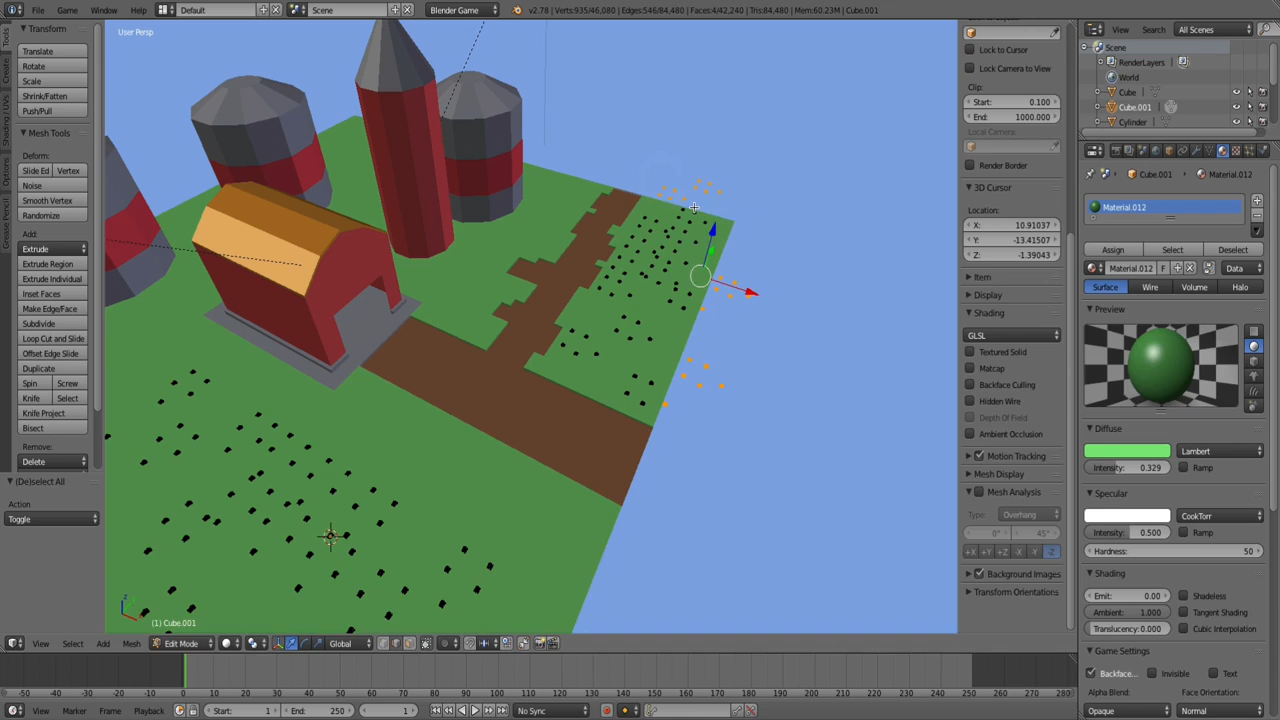 File Game Window Help Default Scene Blender Game v2.78 | Verts:935/46,080 | Edges:546/84,480 | Faces:4/42,240 | Tris:84,480 | Mem:60.23M | Cube.001
Tools
Create
Shading / UVs
Options
Grease Pencil
Transform
Translate
Rotate
Scale
Shrink/Fatten
Push/Pull
Mesh Tools
Deform:
Slide Ed Vertex
Noise
Smooth Vertex
Randomize
Extrude
Extrude Region
Extrude Individual
Inset Faces
Make Edge/Face
Subdivide
Loop Cut and Slide
Offset Edge Slide
Duplicate
Spin Screw
Knife Select
Knife Project
Bisect
Remove:
Delete
(De)select All
Action
Toggle
User Persp
(1) Cube.001
View Select Add Mesh Edit Mode Global
Lock to Cursor
Lock Camera to View
Clip:
Start: 0.100
End: 1000.000
Local Camera:
Render Border
3D Cursor
Location:
X: 10.91037
Y: -13.41507
Z: -1.39043
Item
Display
Shading
GLSL
Textured Solid
Matcap
Backface Culling
Hidden Wire
Depth Of Field
Ambient Occlusion
Motion Tracking
Mesh Display
Mesh Analysis
Type: Overhang
0° 45°
+X +Y +Z -X -Y -Z
Background Images
Transform Orientations
View Search All Scenes
Scene
RenderLayers
World
Cube
Cube.001
Cylinder
Cube.001 Material.012
Material.012
Assign Select Deselect
Material.012 F Data
Surface Wire Volume Halo
Preview
Diffuse
Lambert
Intensity: 0.329 Ramp
Specular
CookTorr
Intensity: 0.500 Ramp
Hardness: 50
Shading
Emit: 0.00 Shadeless
Ambient: 1.000 Tangent Shading
Translucency: 0.000 Cubic Interpolation
Game Settings
Backface... Invisible Text
Alpha Blend: Face Orientation:
Opaque Normal
-50 -40 -30 -20 -10 0 10 20 30 40 50 60 70 80 90 100 110 120 130 140 150 160 170 180 190 200 210 220 230 240 250 260 270 280
View Marker Frame Playback Start: 1 End: 250 1 No Sync